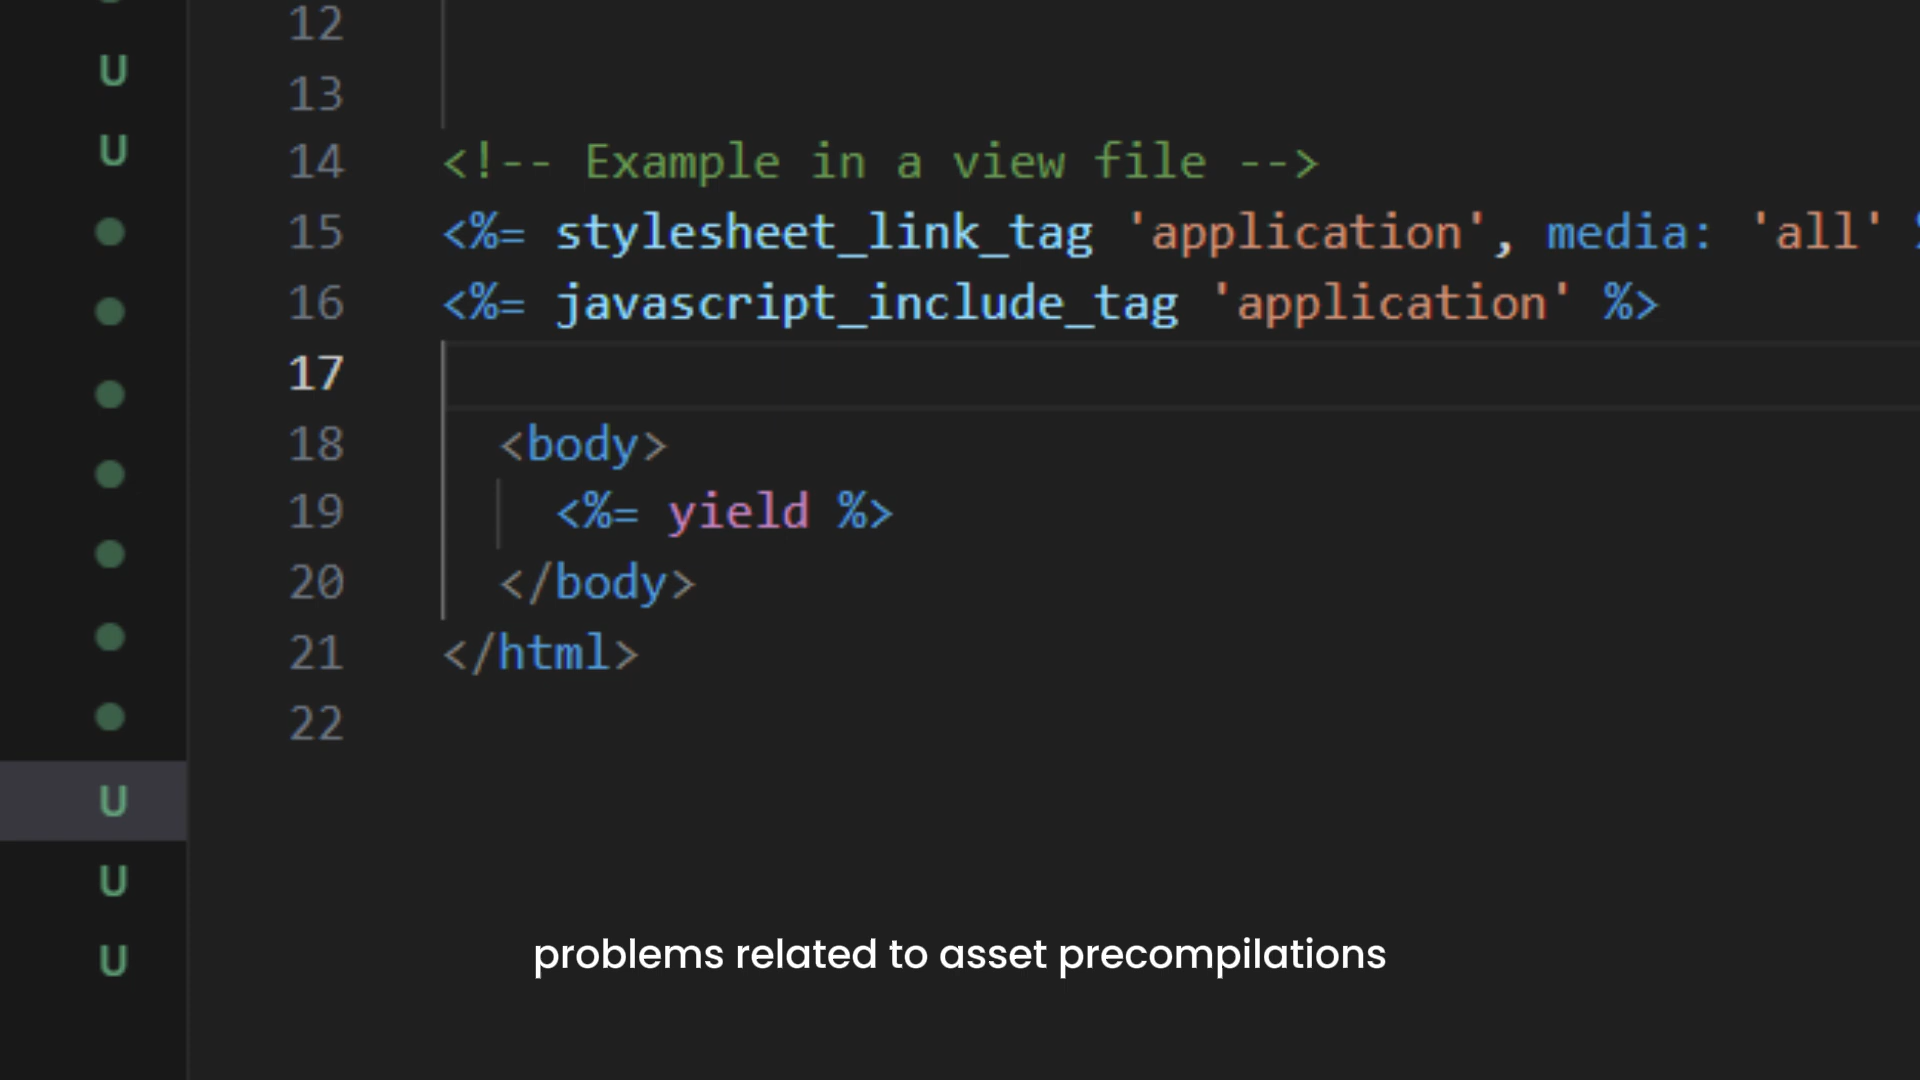 12
U
13
U
14 <!-- Example in a view file -->
15 <%= stylesheet_link_tag 'application', media: 'all'
16 <%= javascript_include_tag 'application' %>
17
18 <body>
19 <%= yield %>
20 </body>
21 </html>
22
U
U
problems related to asset precompilations
U